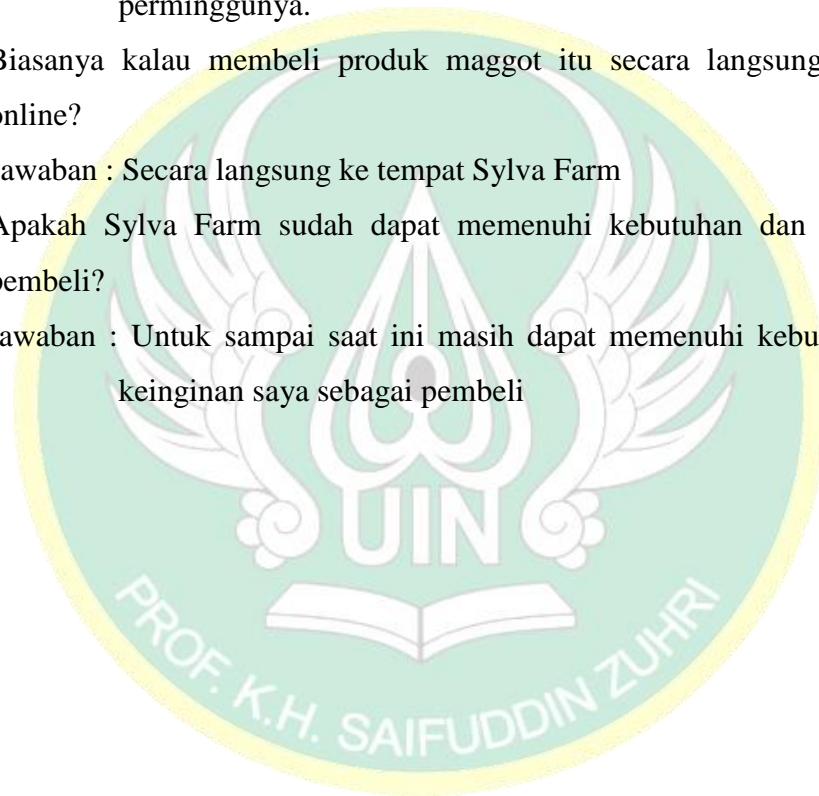 perminggunya.
Biasanya kalau membeli produk maggot itu secara langsung
online?
Jawaban : Secara langsung ke tempat Sylva Farm
Apakah Sylva Farm sudah dapat memenuhi kebutuhan dan
pembeli?
Jawaban : Untuk sampai saat ini masih dapat memenuhi
keinginan saya sebagai pembeli
UIN
PROF. K.H. SAIFUDDIN ZUHRI